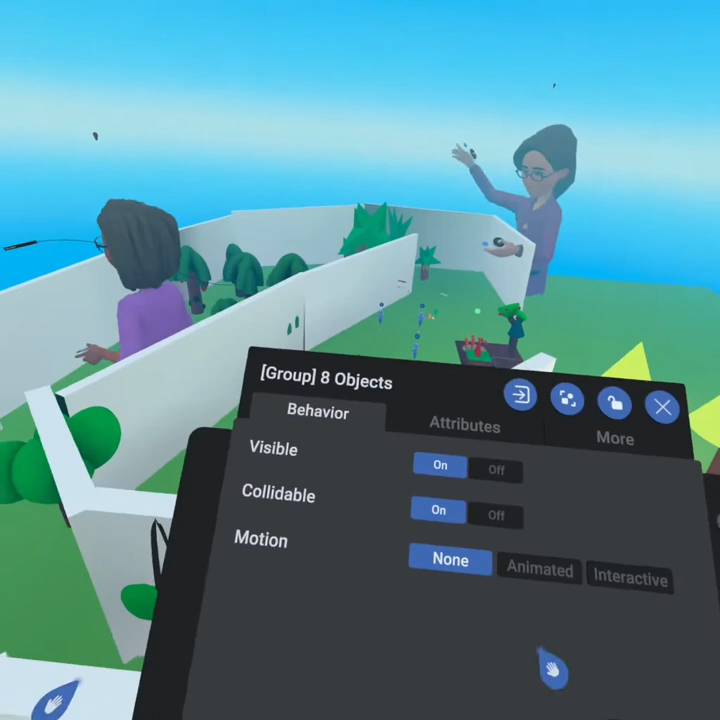 [Group] 8 Objects
Behavior
Attributes
More
Visible
On
Off
Collidable
On
Off
Motion
None
Animated
Interactive